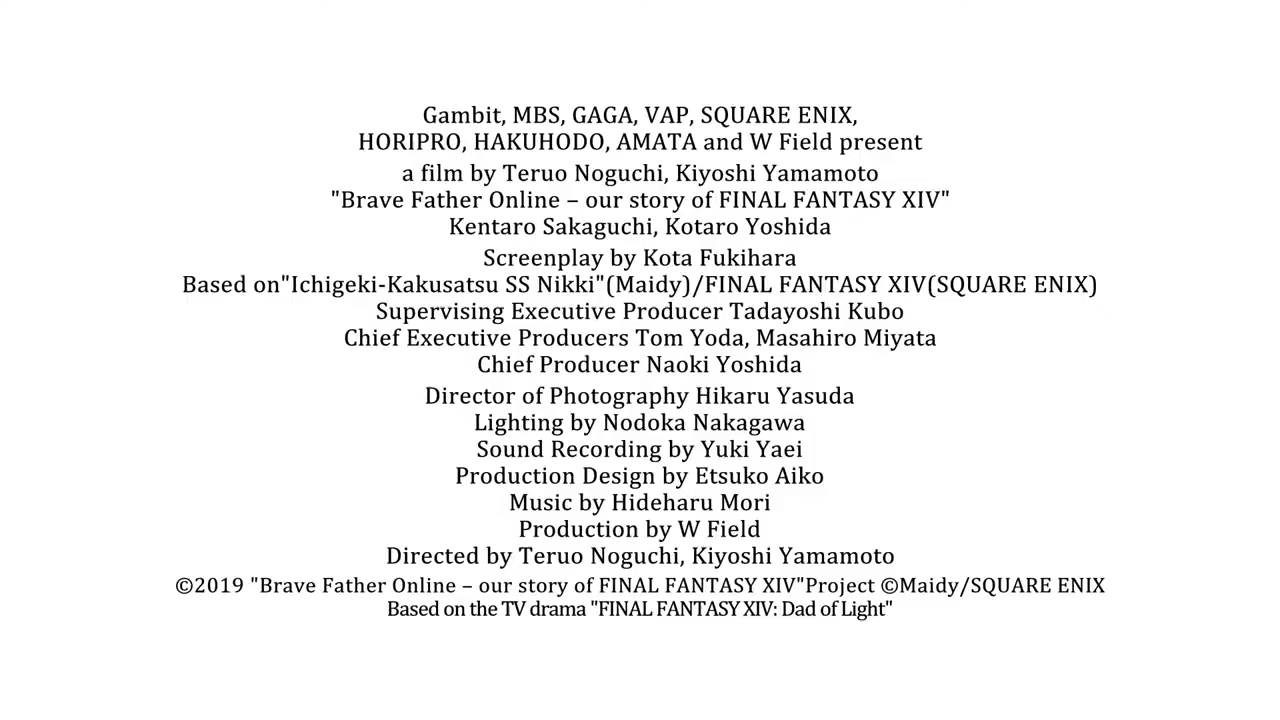 Gambit, MBS, GAGA, VAP, SQUARE ENIX,
HORIPRO, HAKUHODO, AMATA and W Field present
a film by Teruo Noguchi, Kiyoshi Yamamoto
"Brave Father Online – our story of FINAL FANTASY XIV"
Kentaro Sakaguchi, Kotaro Yoshida
Screenplay by Kota Fukihara
Based on"Ichigeki-Kakusatsu SS Nikki"(Maidy)/FINAL FANTASY XIV(SQUARE ENIX)
Supervising Executive Producer Tadayoshi Kubo
Chief Executive Producers Tom Yoda, Masahiro Miyata
Chief Producer Naoki Yoshida
Director of Photography Hikaru Yasuda
Lighting by Nodoka Nakagawa
Sound Recording by Yuki Yaei
Production Design by Etsuko Aiko
Music by Hideharu Mori
Production by W Field
Directed by Teruo Noguchi, Kiyoshi Yamamoto
©2019 "Brave Father Online – our story of FINAL FANTASY XIV"Project ©Maidy/SQUARE ENIX
Based on the TV drama "FINAL FANTASY XIV: Dad of Light"